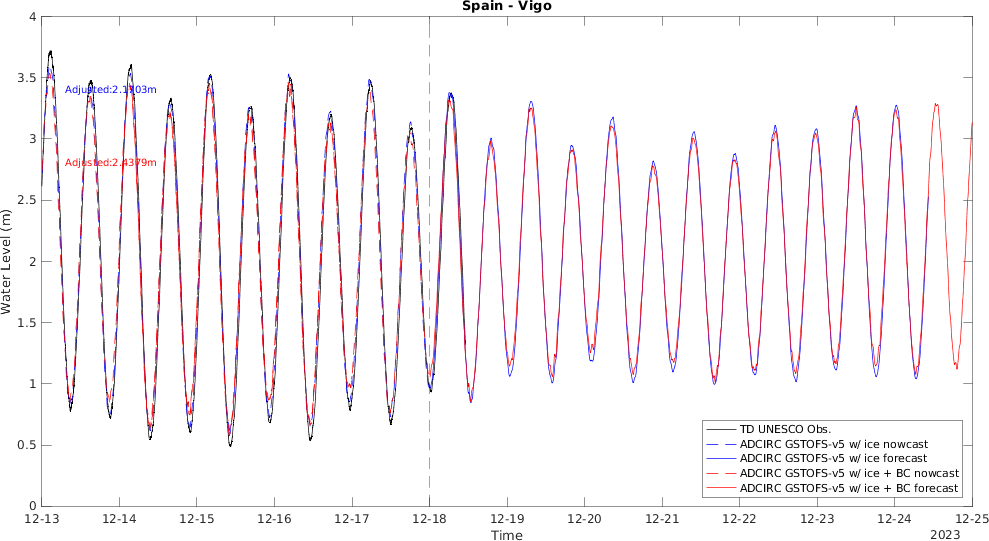 Spain - Vigo
4
3.5
3
2.5
2
1.5
1
0.5
0
Water Level (m)
Adjusted:2.1703m
Adjusted:2.4379m
TD UNESCO Obs.
ADCIRC GSTOFS-v5 w/ ice nowcast
ADCIRC GSTOFS-v5 w/ ice forecast
ADCIRC GSTOFS-v5 w/ ice + BC nowcast
ADCIRC GSTOFS-v5 w/ ice + BC forecast
12-13 12-14 12-15 12-16 12-17 12-18 12-19 12-20 12-21 12-22 12-23 12-24 12-25
Time
2023